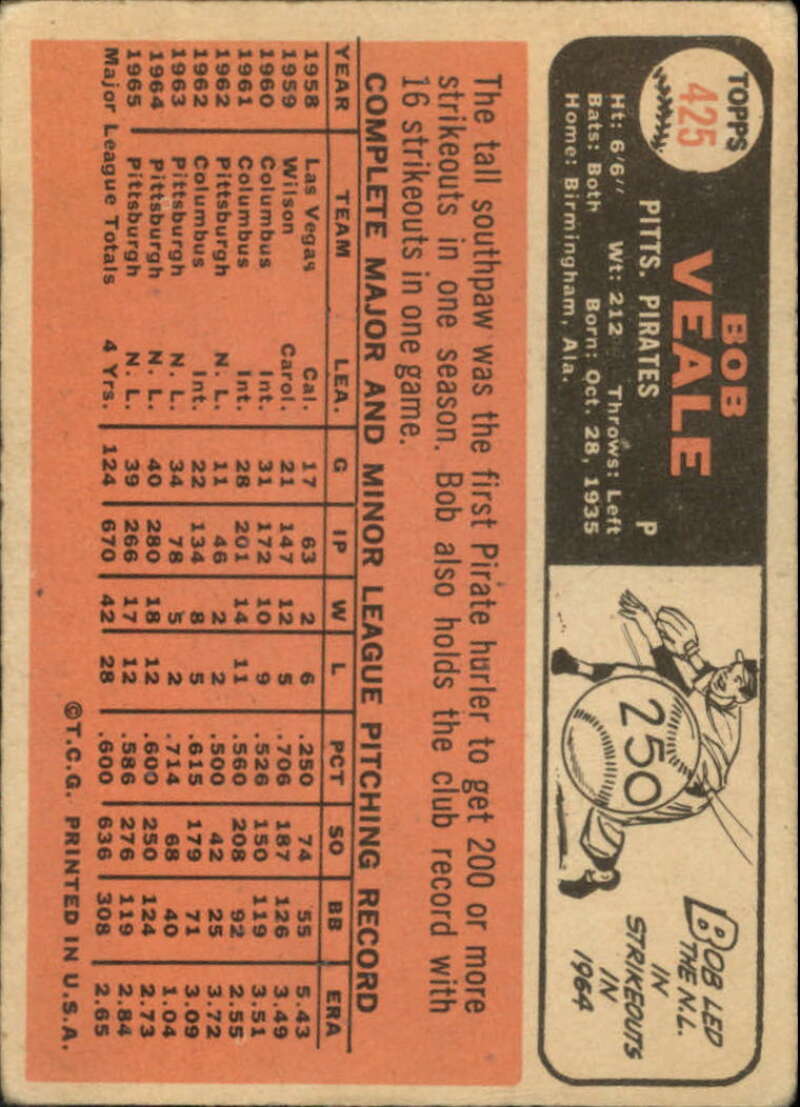 TOPPS
425
BOB
VEALE
PITTS. PIRATES P
Ht: 6'6" Wt: 212 Throws: Left
Bats: Both Born: Oct. 28, 1935
Home: Birmingham, Ala.
250
BOB LED
THE N.L.
IN
STRIKEOUTS
IN
1964
The tall southpaw was the first Pirate hurler to get 200 or more
strikeouts in one season. Bob also holds the club record with
16 strikeouts in one game.
COMPLETE MAJOR AND MINOR LEAGUE PITCHING RECORD
YEAR TEAM LEA. G IP W L PCT SO BB ERA
1958 Las Vegas Cal. 17 63 2 6 .250 74 55 5.43
1959 Wilson Carol. 21 147 12 5 .706 187 126 3.49
1960 Columbus Int. 31 172 10 9 .526 150 119 3.51
1961 Columbus Int. 28 201 14 11 .560 208 92 2.55
1962 Pittsburgh N. L. 11 46 2 2 .500 42 25 3.72
1962 Columbus Int. 22 134 8 5 .615 179 71 3.09
1963 Pittsburgh N. L. 34 78 5 2 .714 68 40 1.04
1964 Pittsburgh N. L. 40 280 18 12 .600 250 124 2.73
1965 Pittsburgh N. L. 39 266 17 12 .586 276 119 2.84
Major League Totals 4 Yrs. 124 670 42 28 .600 636 308 2.65
©T.C.G. PRINTED IN U.S.A.